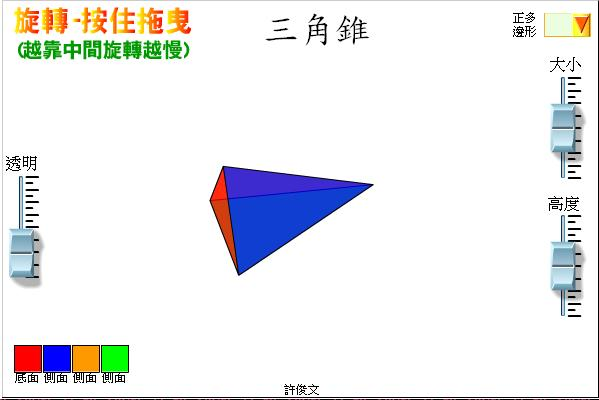 旋轉-按住拖曳
(越靠中間旋轉越慢)
三角錐
正多
邊形
大小
透明
高度
底面 側面 側面 側面
許俊文